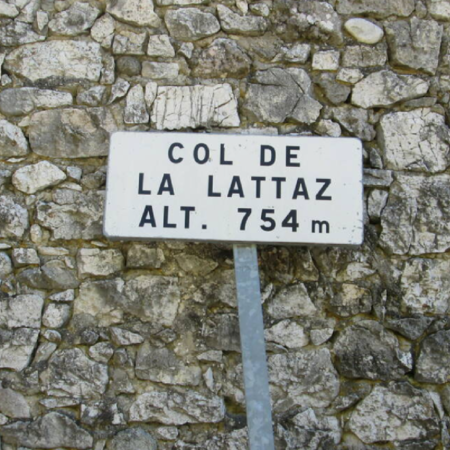 COL DE
LA LATTAZ
ALT. 754 m